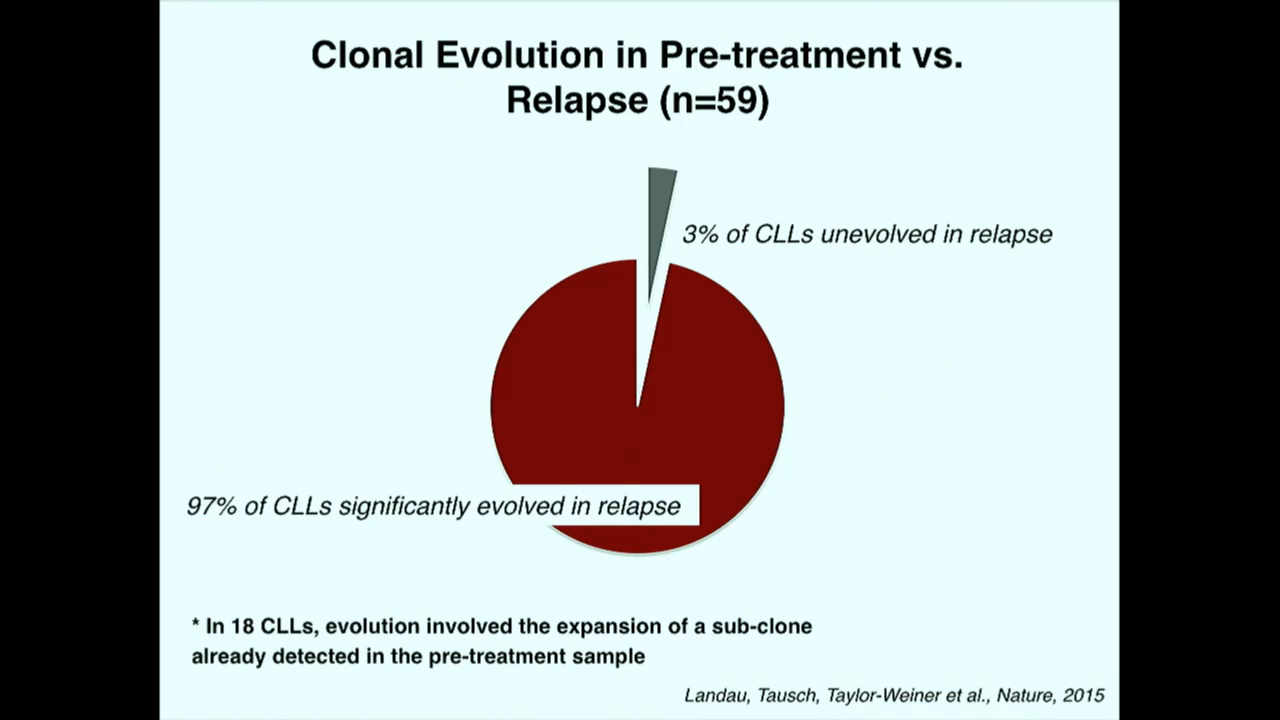 Clonal Evolution in Pre-treatment vs.
Relapse (n=59)
3% of CLLs unevolved in relapse
97% of CLLs significantly evolved in relapse
* In 18 CLLs, evolution involved the expansion of a sub-clone
already detected in the pre-treatment sample
Landau, Tausch, Taylor-Weiner et al., Nature, 2015